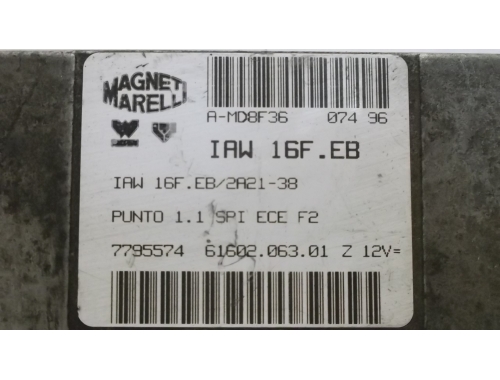 MAGNETI
MARELLI
A-MD8F36 074 96
IAW 16F.EB
IAW 16F.EB/2A21-38
PUNTO 1.1 SPI ECE F2
7795574 61602.063.01 Z 12V=